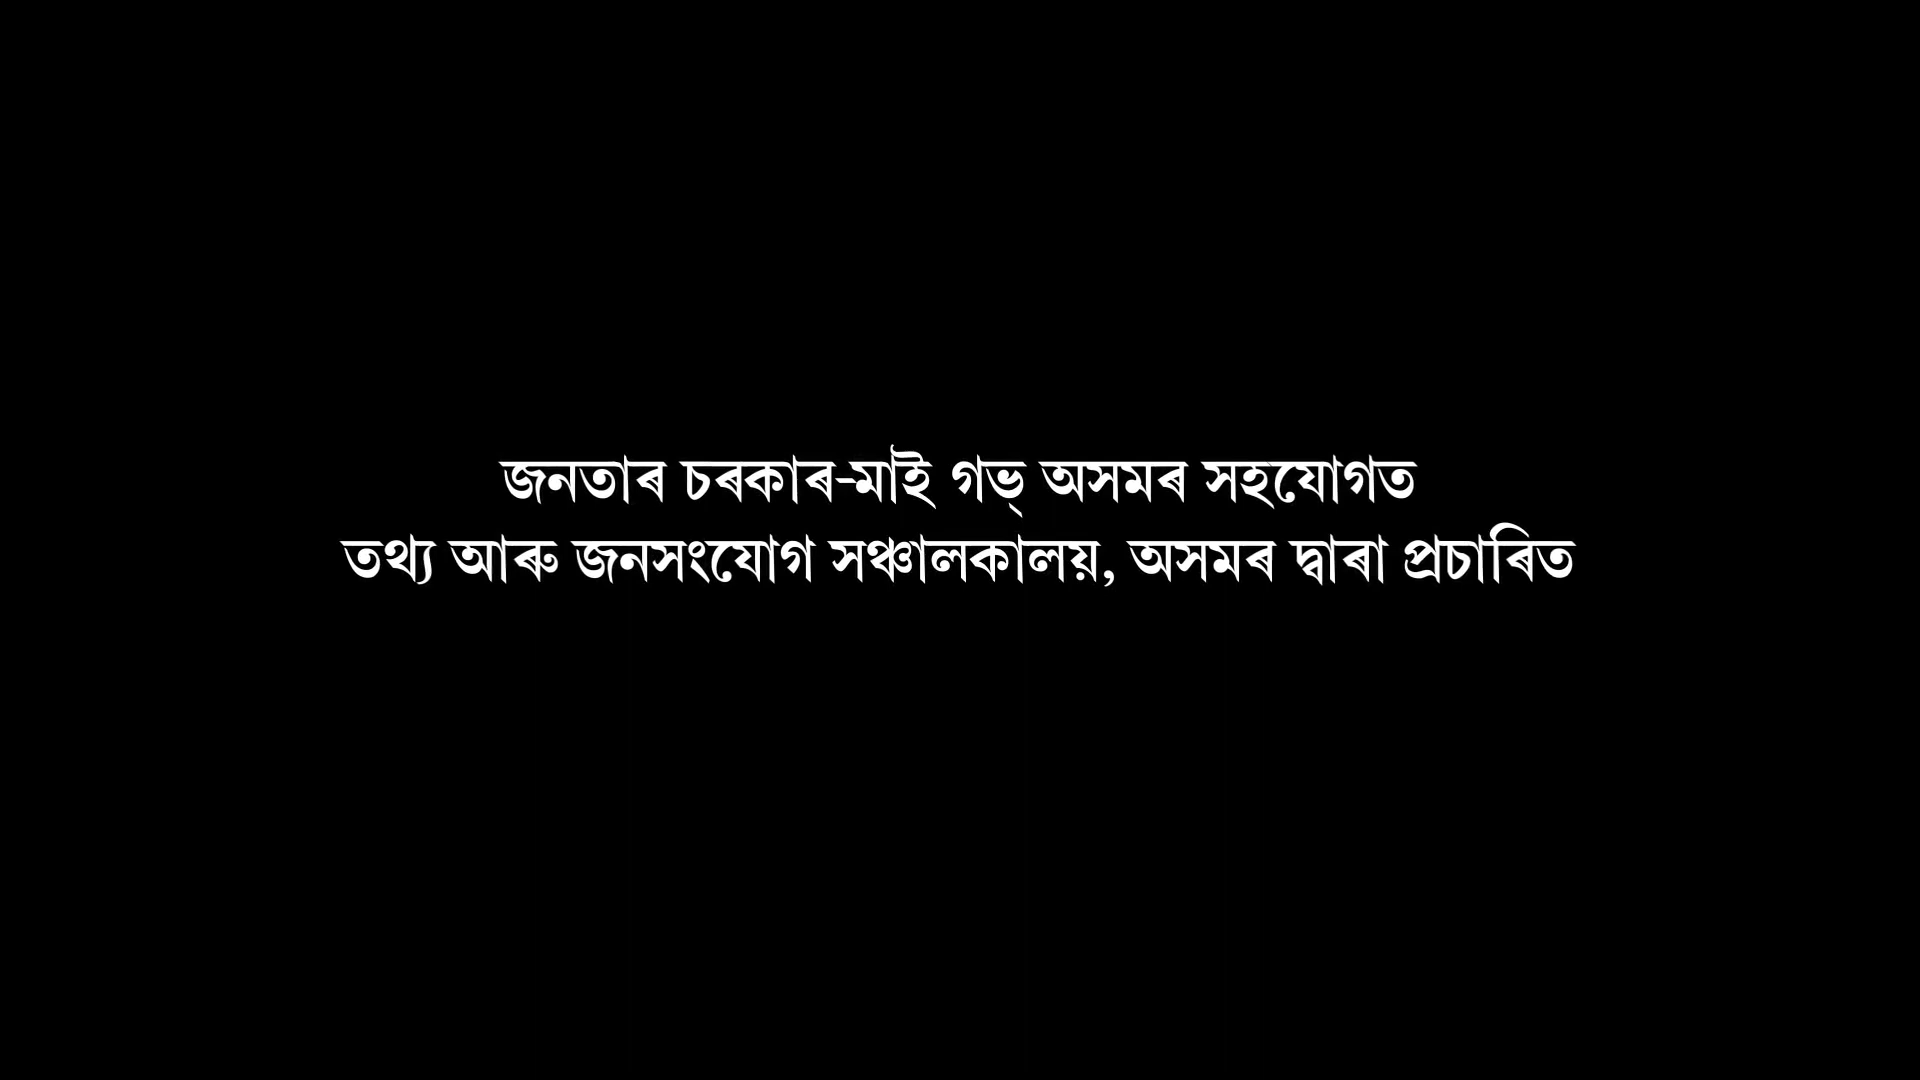 জনতাৰ চৰকাৰ-মাই গভ্ অসমৰ সহযোগত
তথ্য আৰু জনসংযোগ সঞ্চালকালয়, অসমৰ দ্বাৰা প্ৰচাৰিত